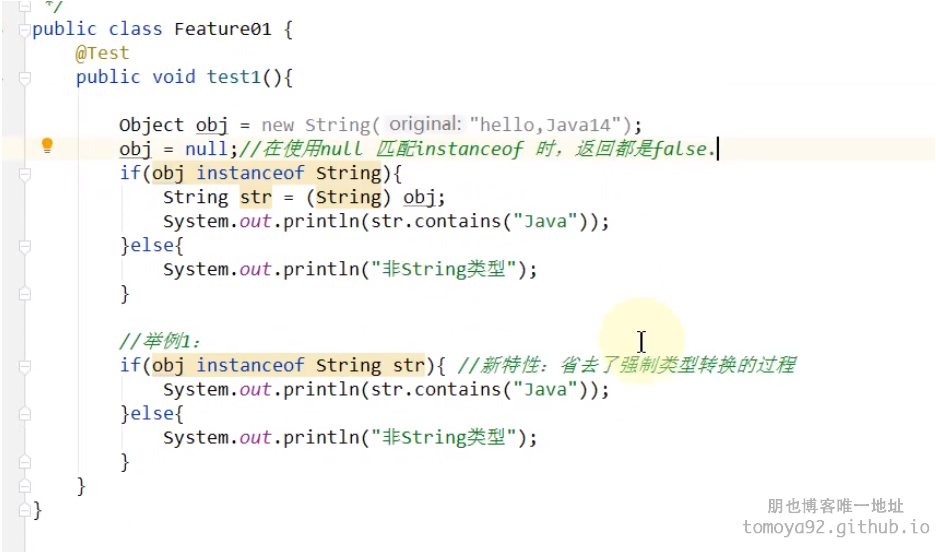 */
public class Feature01 {
@Test
public void test1(){
Object obj = new String( original: "hello,Java14");
obj = null;//在使用null 匹配instanceof 时，返回都是false.
if(obj instanceof String){
String str = (String) obj;
System.out.println(str.contains("Java"));
}else{
System.out.println("非String类型");
}
//举例1：
if(obj instanceof String str){ //新特性：省去了强制类型转换的过程
System.out.println(str.contains("Java"));
}else{
System.out.println("非String类型");
}
}
}
朋也博客唯一地址
tomoya92.github.io